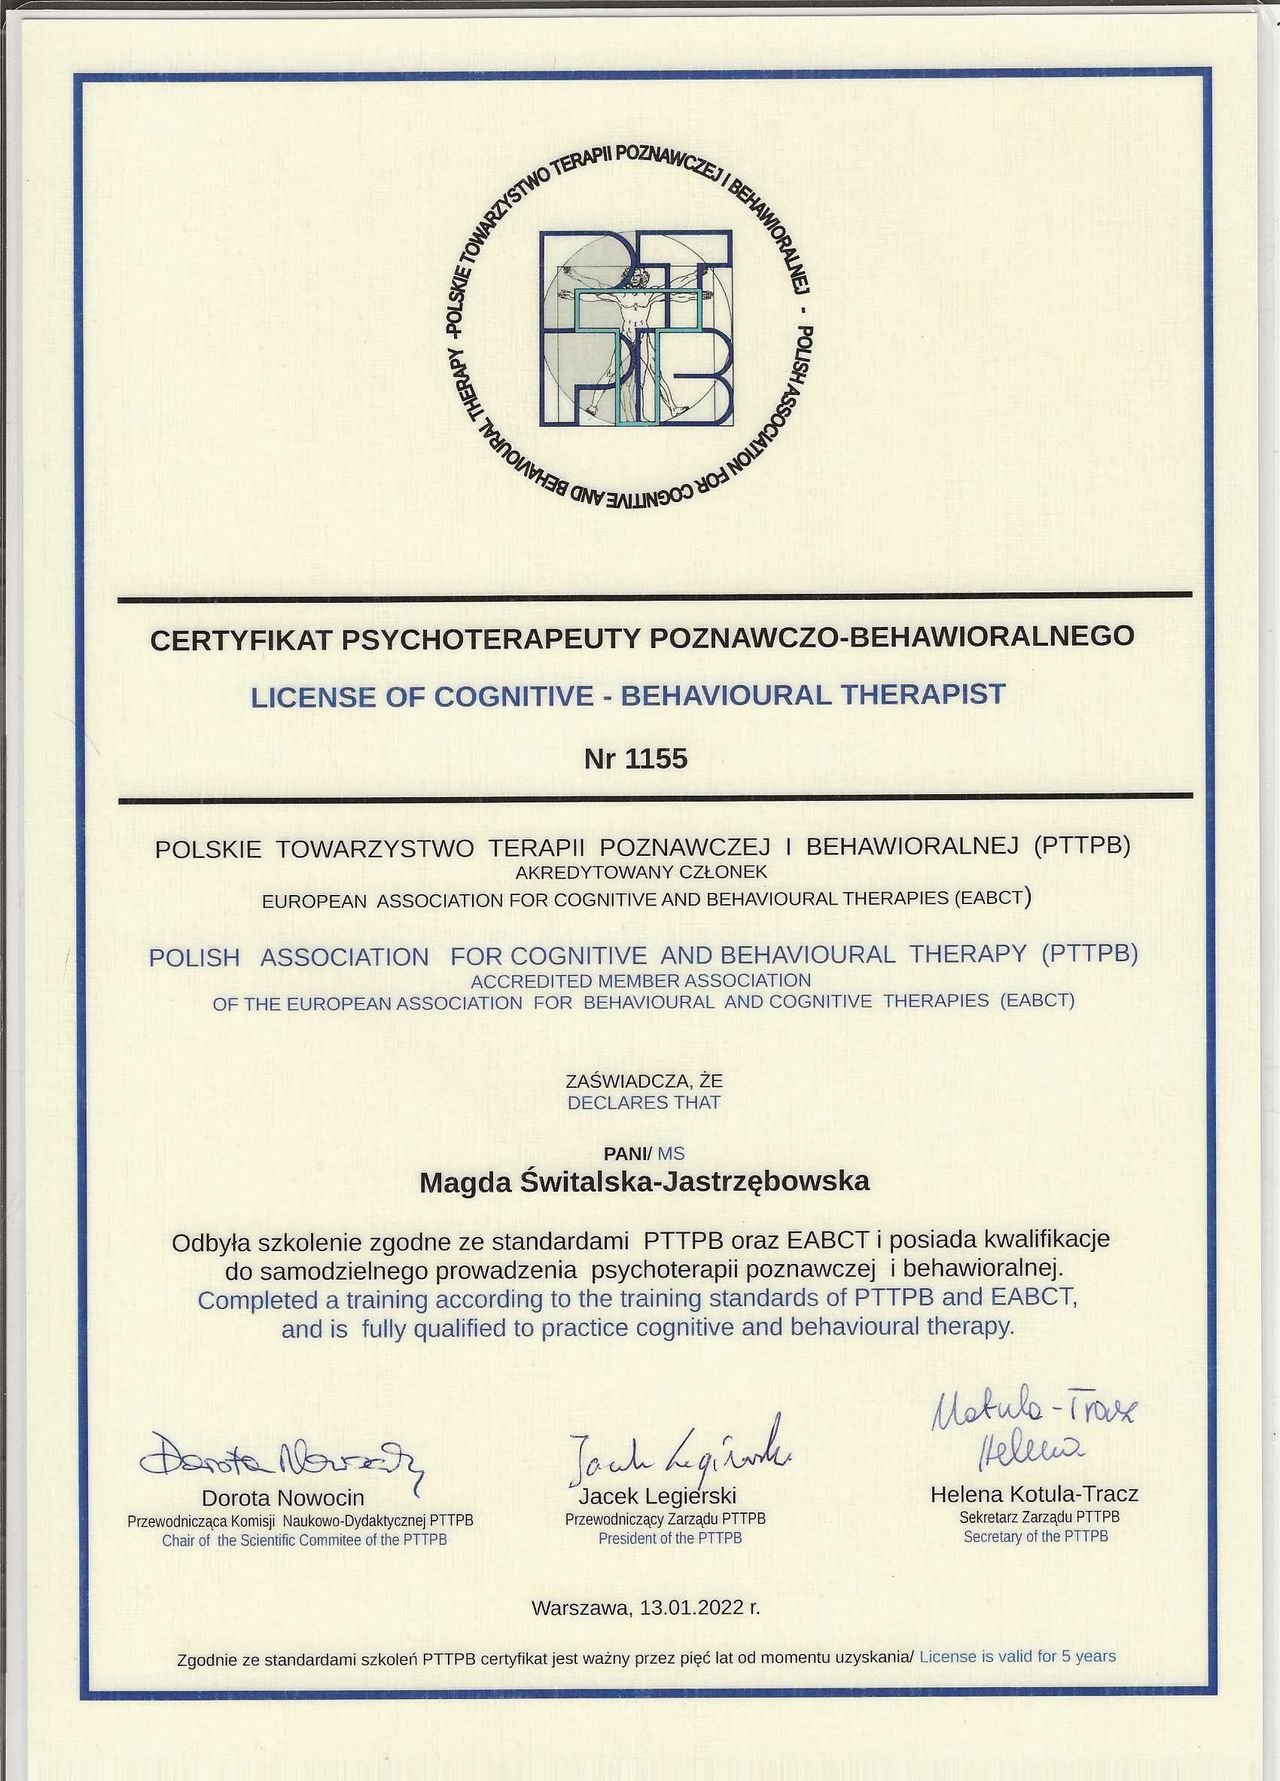 POLSKIE TOWARZYSTWO TERAPII POZNAWCZEJ I BEHAWIORALNEJ - POLISH ASSOCIATION FOR COGNITIVE AND BEHAVIOURAL THERAPY -
PT
PTB
CERTYFIKAT PSYCHOTERAPEUTY POZNAWCZO-BEHAWIORALNEGO
LICENSE OF COGNITIVE - BEHAVIOURAL THERAPIST
Nr 1155
POLSKIE TOWARZYSTWO TERAPII POZNAWCZEJ I BEHAWIORALNEJ (PTTPB)
AKREDYTOWANY CZŁONEK
EUROPEAN ASSOCIATION FOR COGNITIVE AND BEHAVIOURAL THERAPIES (EABCT)
POLISH ASSOCIATION FOR COGNITIVE AND BEHAVIOURAL THERAPY (PTTPB)
ACCREDITED MEMBER ASSOCIATION
OF THE EUROPEAN ASSOCIATION FOR BEHAVIOURAL AND COGNITIVE THERAPIES (EABCT)
ZAŚWIADCZA, ŻE
DECLARES THAT
PANI/ MS
Magda Świtalska-Jastrzębowska
Odbyła szkolenie zgodne ze standardami PTTPB oraz EABCT i posiada kwalifikacje
do samodzielnego prowadzenia psychoterapii poznawczej i behawioralnej.
Completed a training according to the training standards of PTTPB and EABCT,
and is fully qualified to practice cognitive and behavioural therapy.
Dorota Nowocin
Jacek Legierski
Kotula-Tracz
Helena
Dorota Nowocin
Przewodnicząca Komisji Naukowo-Dydaktycznej PTTPB
Chair of the Scientific Commitee of the PTTPB
Jacek Legierski
Przewodniczący Zarządu PTTPB
President of the PTTPB
Helena Kotula-Tracz
Sekretarz Zarządu PTTPB
Secretary of the PTTPB
Warszawa, 13.01.2022 r.
Zgodnie ze standardami szkoleń PTTPB certyfikat jest ważny przez pięć lat od momentu uzyskania/ License is valid for 5 years